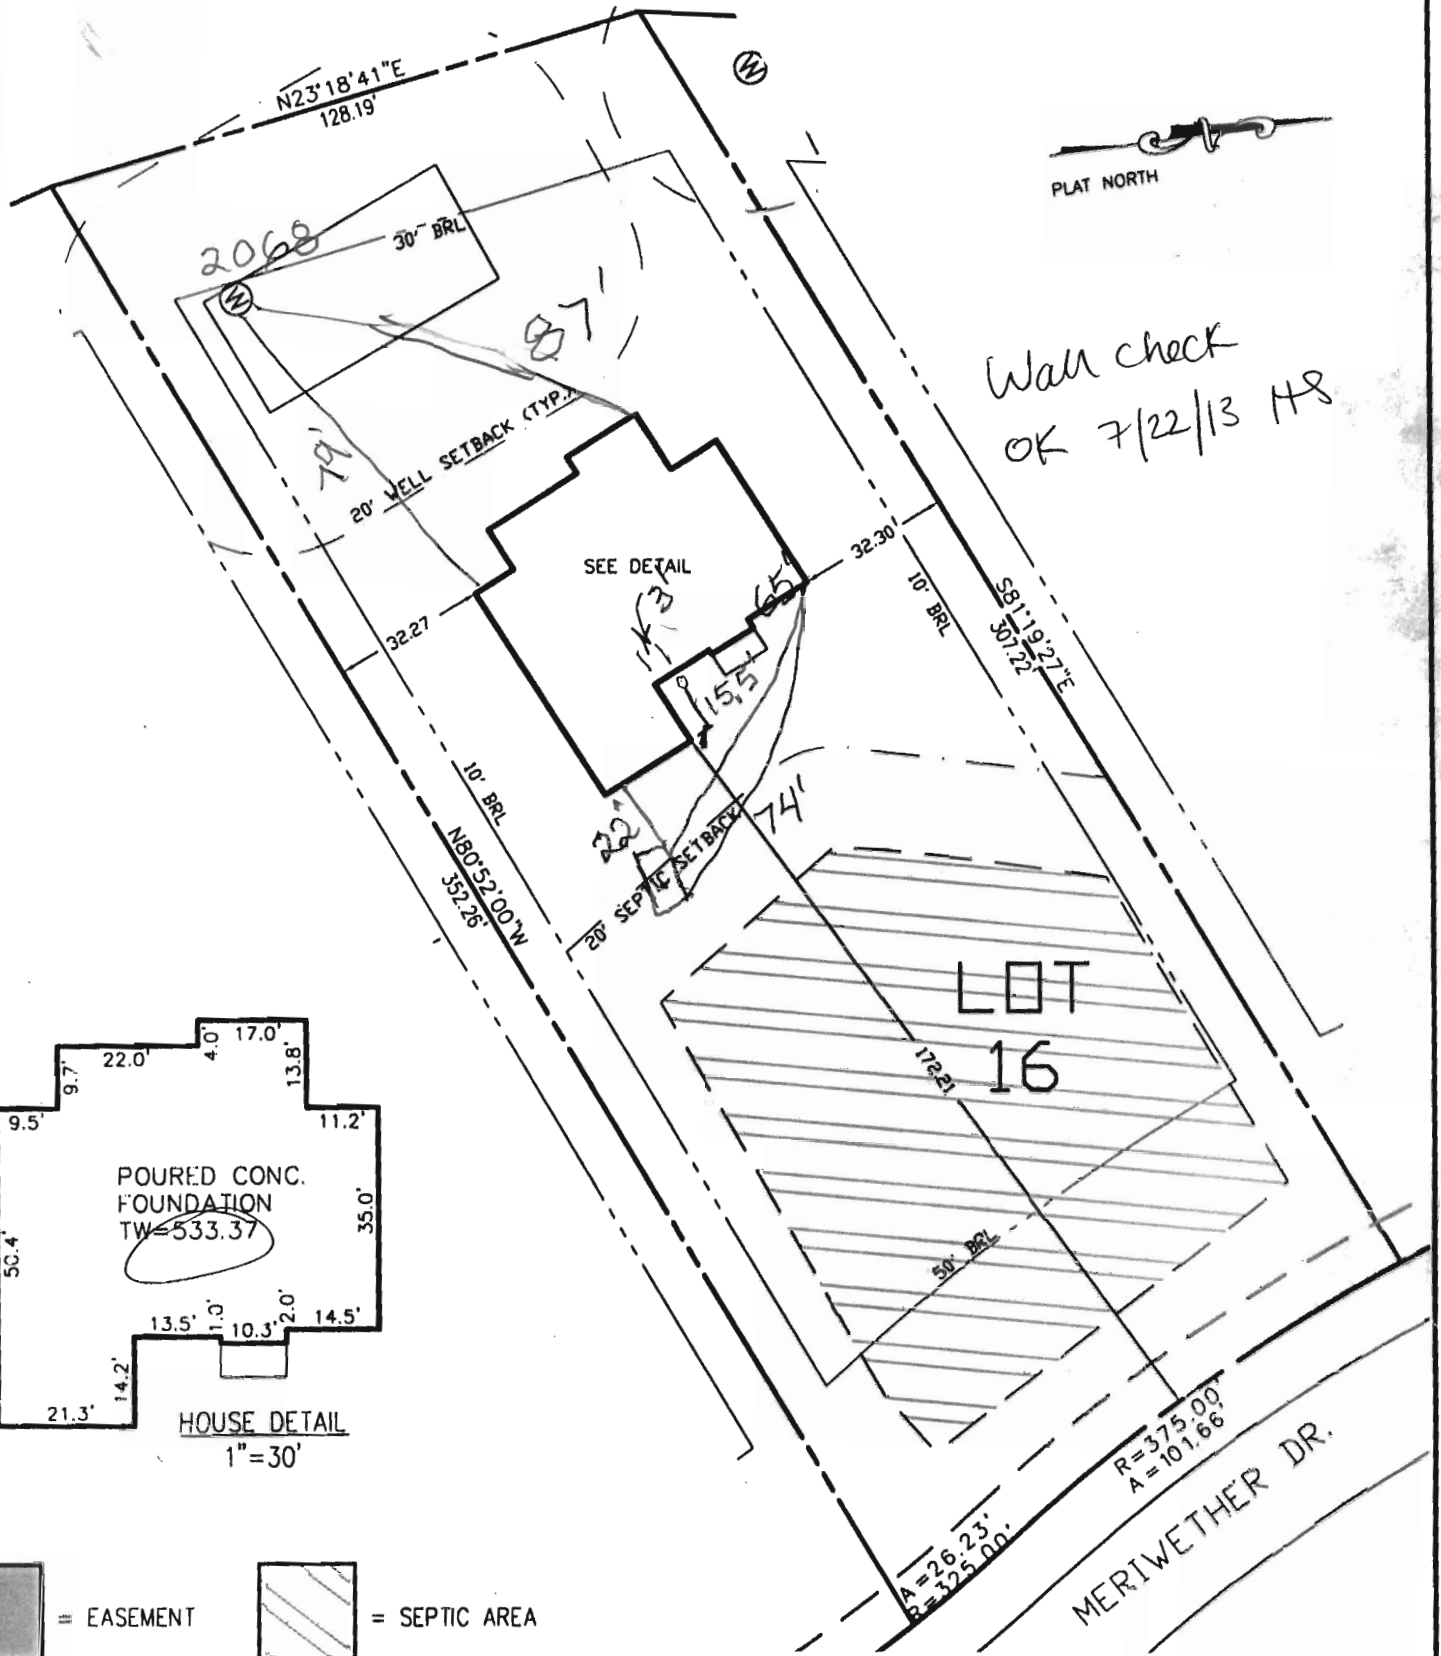 N23°18'41"E
128.19'
W
PLAT NORTH
2068
30' BRL
W
87'
Wall check
OK 7/22/13 HS
20' WELL SETBACK (TYP.)
79'
SEE DETAIL
32.30'
32.27
65'
15.5'
10' BRL
S81°19'27"E
307.22'
10' BRL
22'
74'
20' SEPTIC SETBACK
N80°52'00"W
352.26'
LOT
16
172.21
50' BRL
17.0'
4.0'
22.0'
13.8'
9.7'
9.5'
11.2'
POURED CONC.
FOUNDATION
TW=533.37
35.0'
50.4'
13.5'
1.0'
10.3'
2.0'
14.5'
14.2'
21.3'
HOUSE DETAIL
1"=30'
R=375.00'
A=101.66'
A=26.23'
R=325.00'
MERIWETHER DR.
= EASEMENT
= SEPTIC AREA